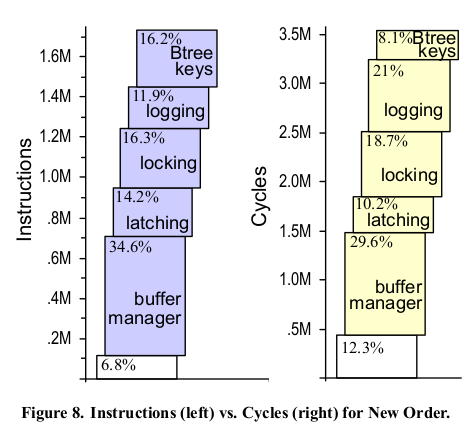 Instructions
1.6M
1.4M
1.2M
1.0M
.8M
.6M
.4M
.2M
16.2%
Btree
keys
11.9%
logging
16.3%
locking
14.2%
latching
34.6%
buffer
manager
6.8%
Cycles
3.5M
3.0M
2.5M
2.0M
1.5M
1.0M
.5M
8.1%
Btree
keys
21%
logging
18.7%
locking
10.2%
latching
29.6%
buffer
manager
12.3%
Figure 8. Instructions (left) vs. Cycles (right) for New Order.